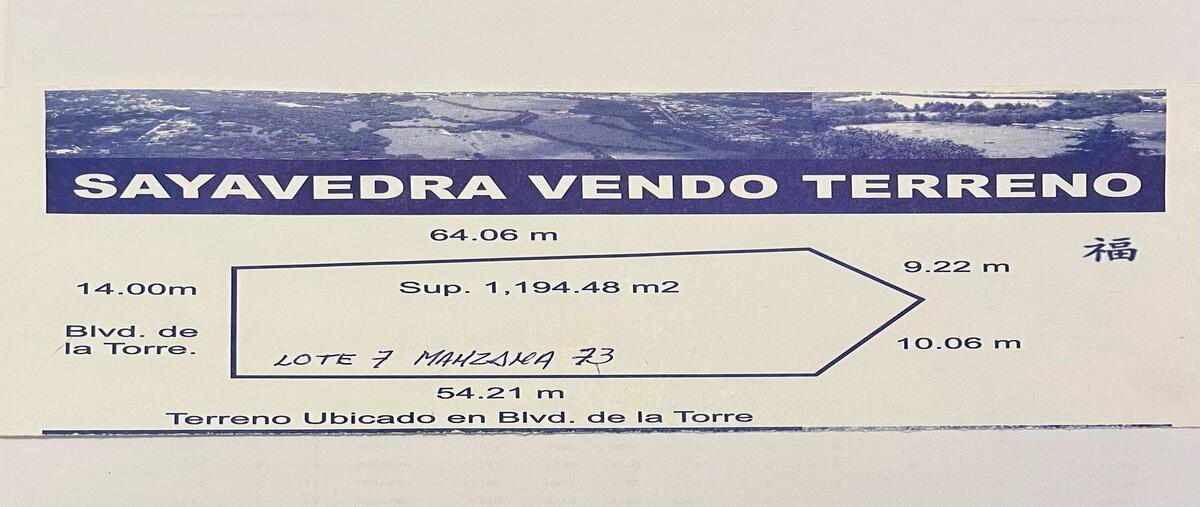 SAYAVEDRA VENDO TERRENO
64.06 m
福
9.22 m
14.00m
Sup. 1,194.48 m2
Blvd. de
la Torre.
10.06 m
LOTE 7 MANZANA 73
54.21 m
Terreno Ubicado en Blvd. de la Torre